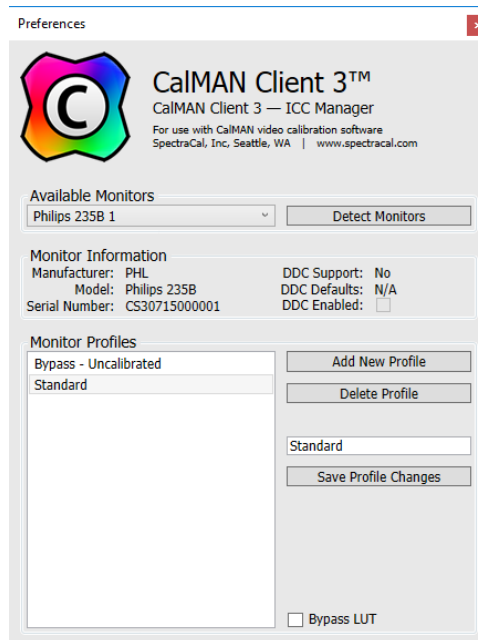 Preferences
C
CalMAN Client 3™
CalMAN Client 3 — ICC Manager
For use with CalMAN video calibration software
SpectraCal, Inc, Seattle, WA | www.spectracal.com
Available Monitors
Philips 235B 1
Detect Monitors
Monitor Information
Manufacturer: PHL
DDC Support: No
Model: Philips 235B
DDC Defaults: N/A
Serial Number: CS30715000001
DDC Enabled:
Monitor Profiles
Bypass - Uncalibrated
Add New Profile
Standard
Delete Profile
Standard
Save Profile Changes
Bypass LUT